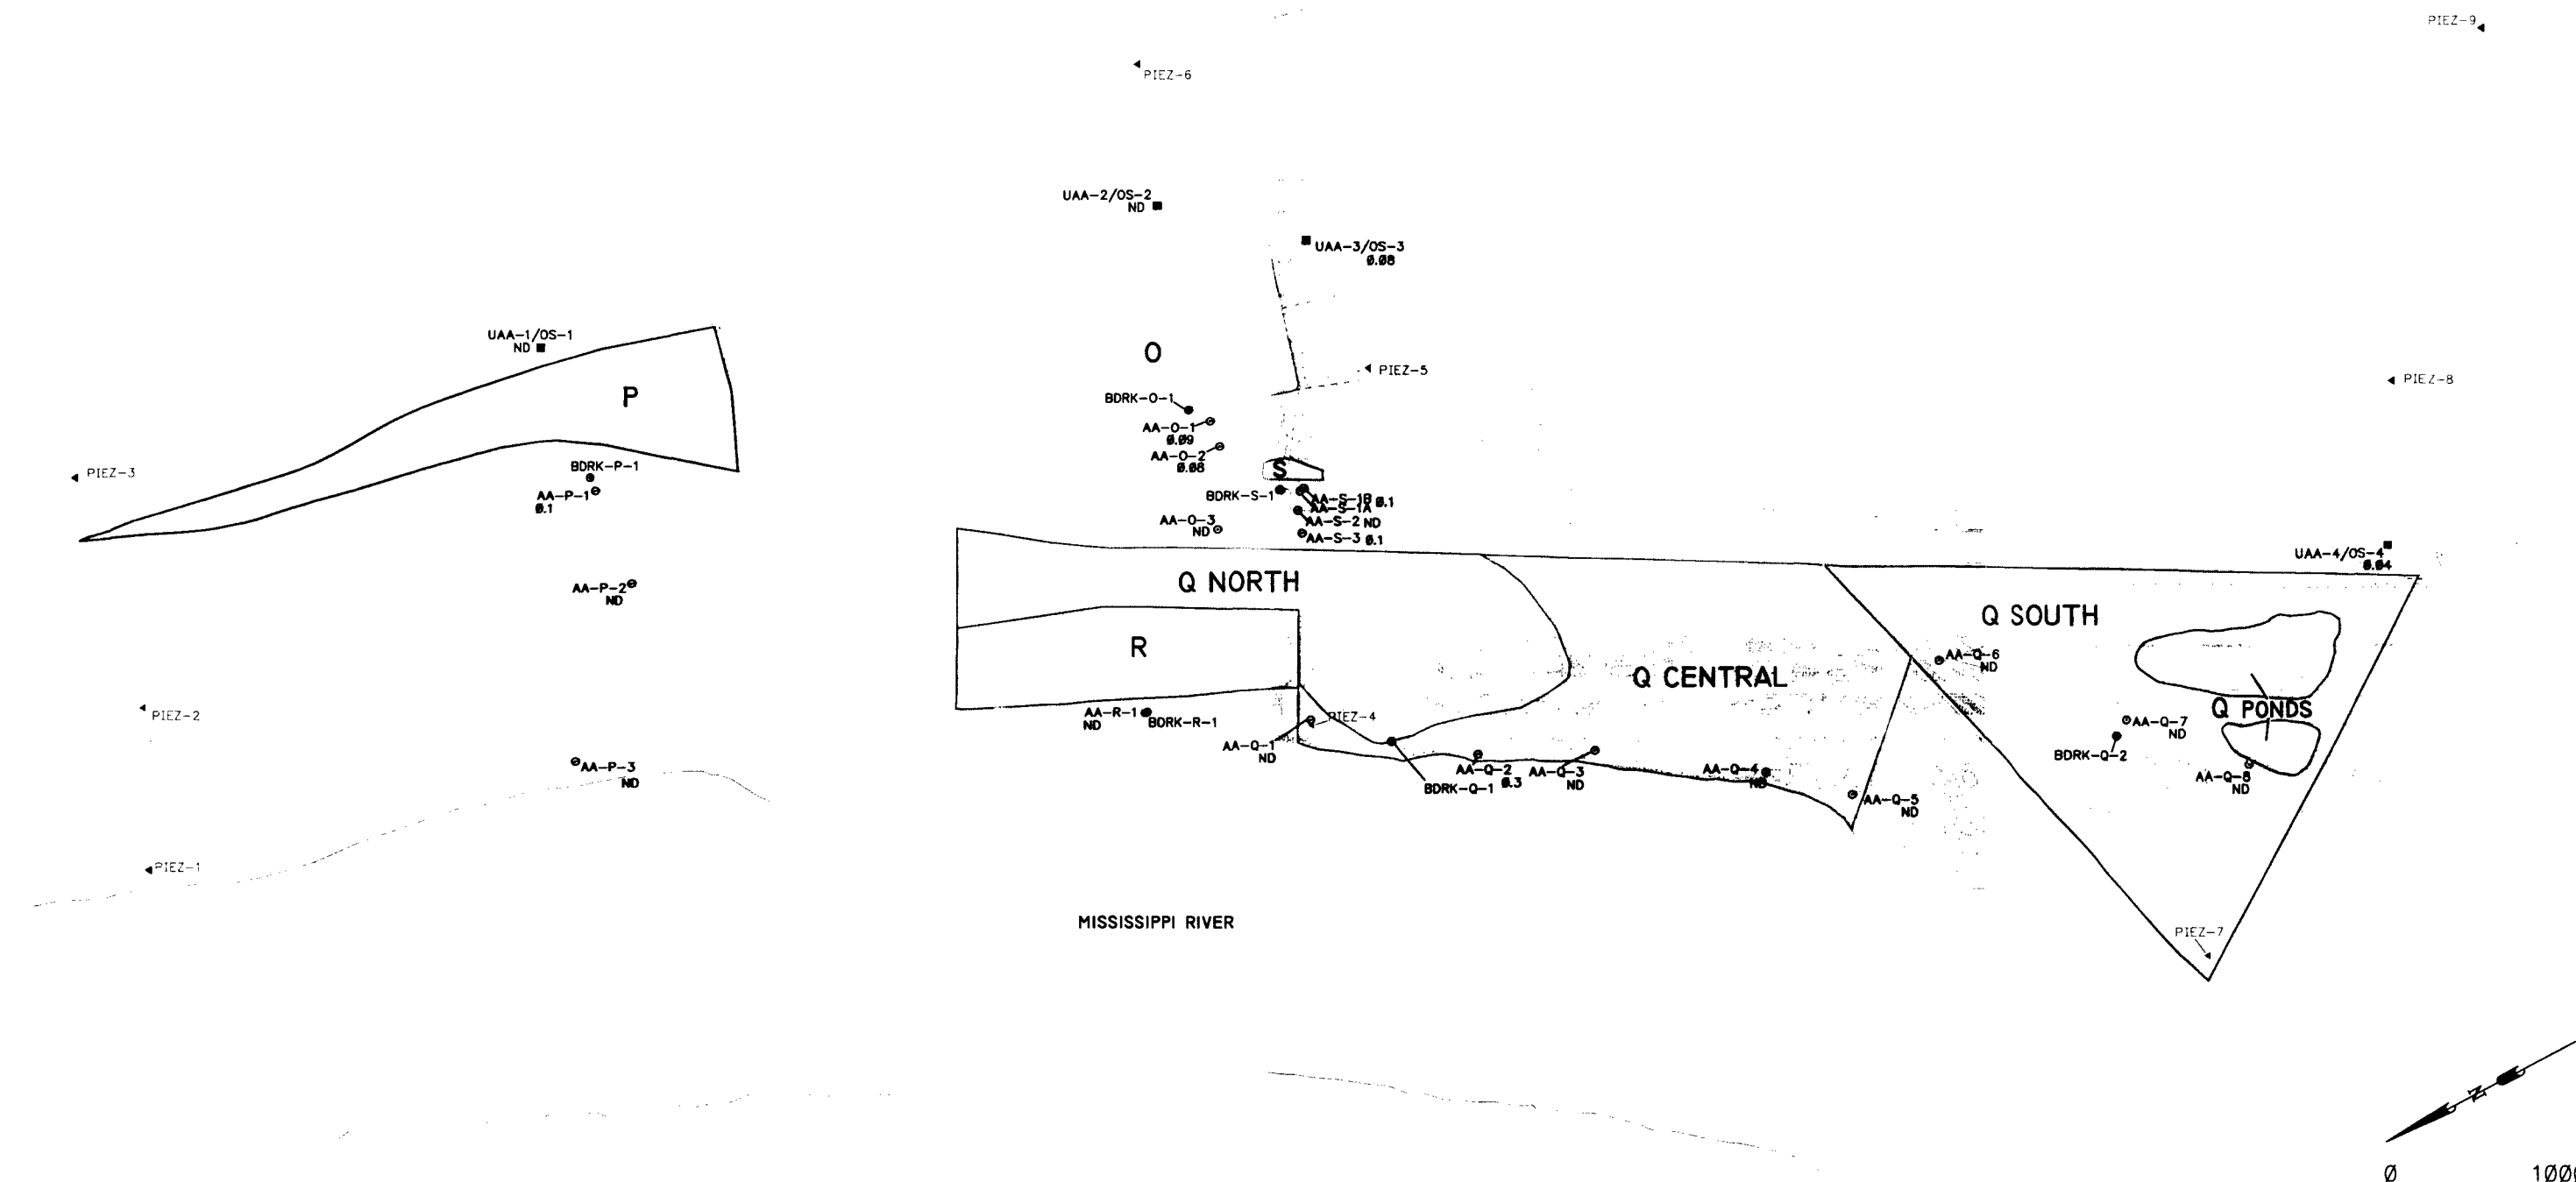 PIEZ-9
PIEZ-6
UAA-2/OS-2
ND
UAA-3/OS-3
0.08
UAA-1/OS-1
ND
O
PIEZ-5
PIEZ-8
P
BDRK-O-1
AA-O-1
0.09
AA-O-2
0.08
S
BDRK-P-1
PIEZ-3
AA-P-1
0.1
BDRK-S-1
AA-S-1B 0.1
AA-S-1A
AA-O-3
ND
AA-S-2 ND
AA-S-3 0.1
UAA-4/OS-4
0.04
Q NORTH
AA-P-2
ND
Q SOUTH
R
AA-Q-6
ND
Q CENTRAL
PIEZ-2
AA-R-1
ND
BDRK-R-1
PIEZ-4
Q PONDS
AA-Q-7
ND
AA-Q-1
ND
BDRK-Q-2
AA-P-3
ND
AA-Q-2
0.3
AA-Q-3
ND
AA-Q-4
ND
AA-Q-8
ND
BDRK-Q-1
AA-Q-5
ND
PIEZ-1
MISSISSIPPI RIVER
PIEZ-7
N
0 1000